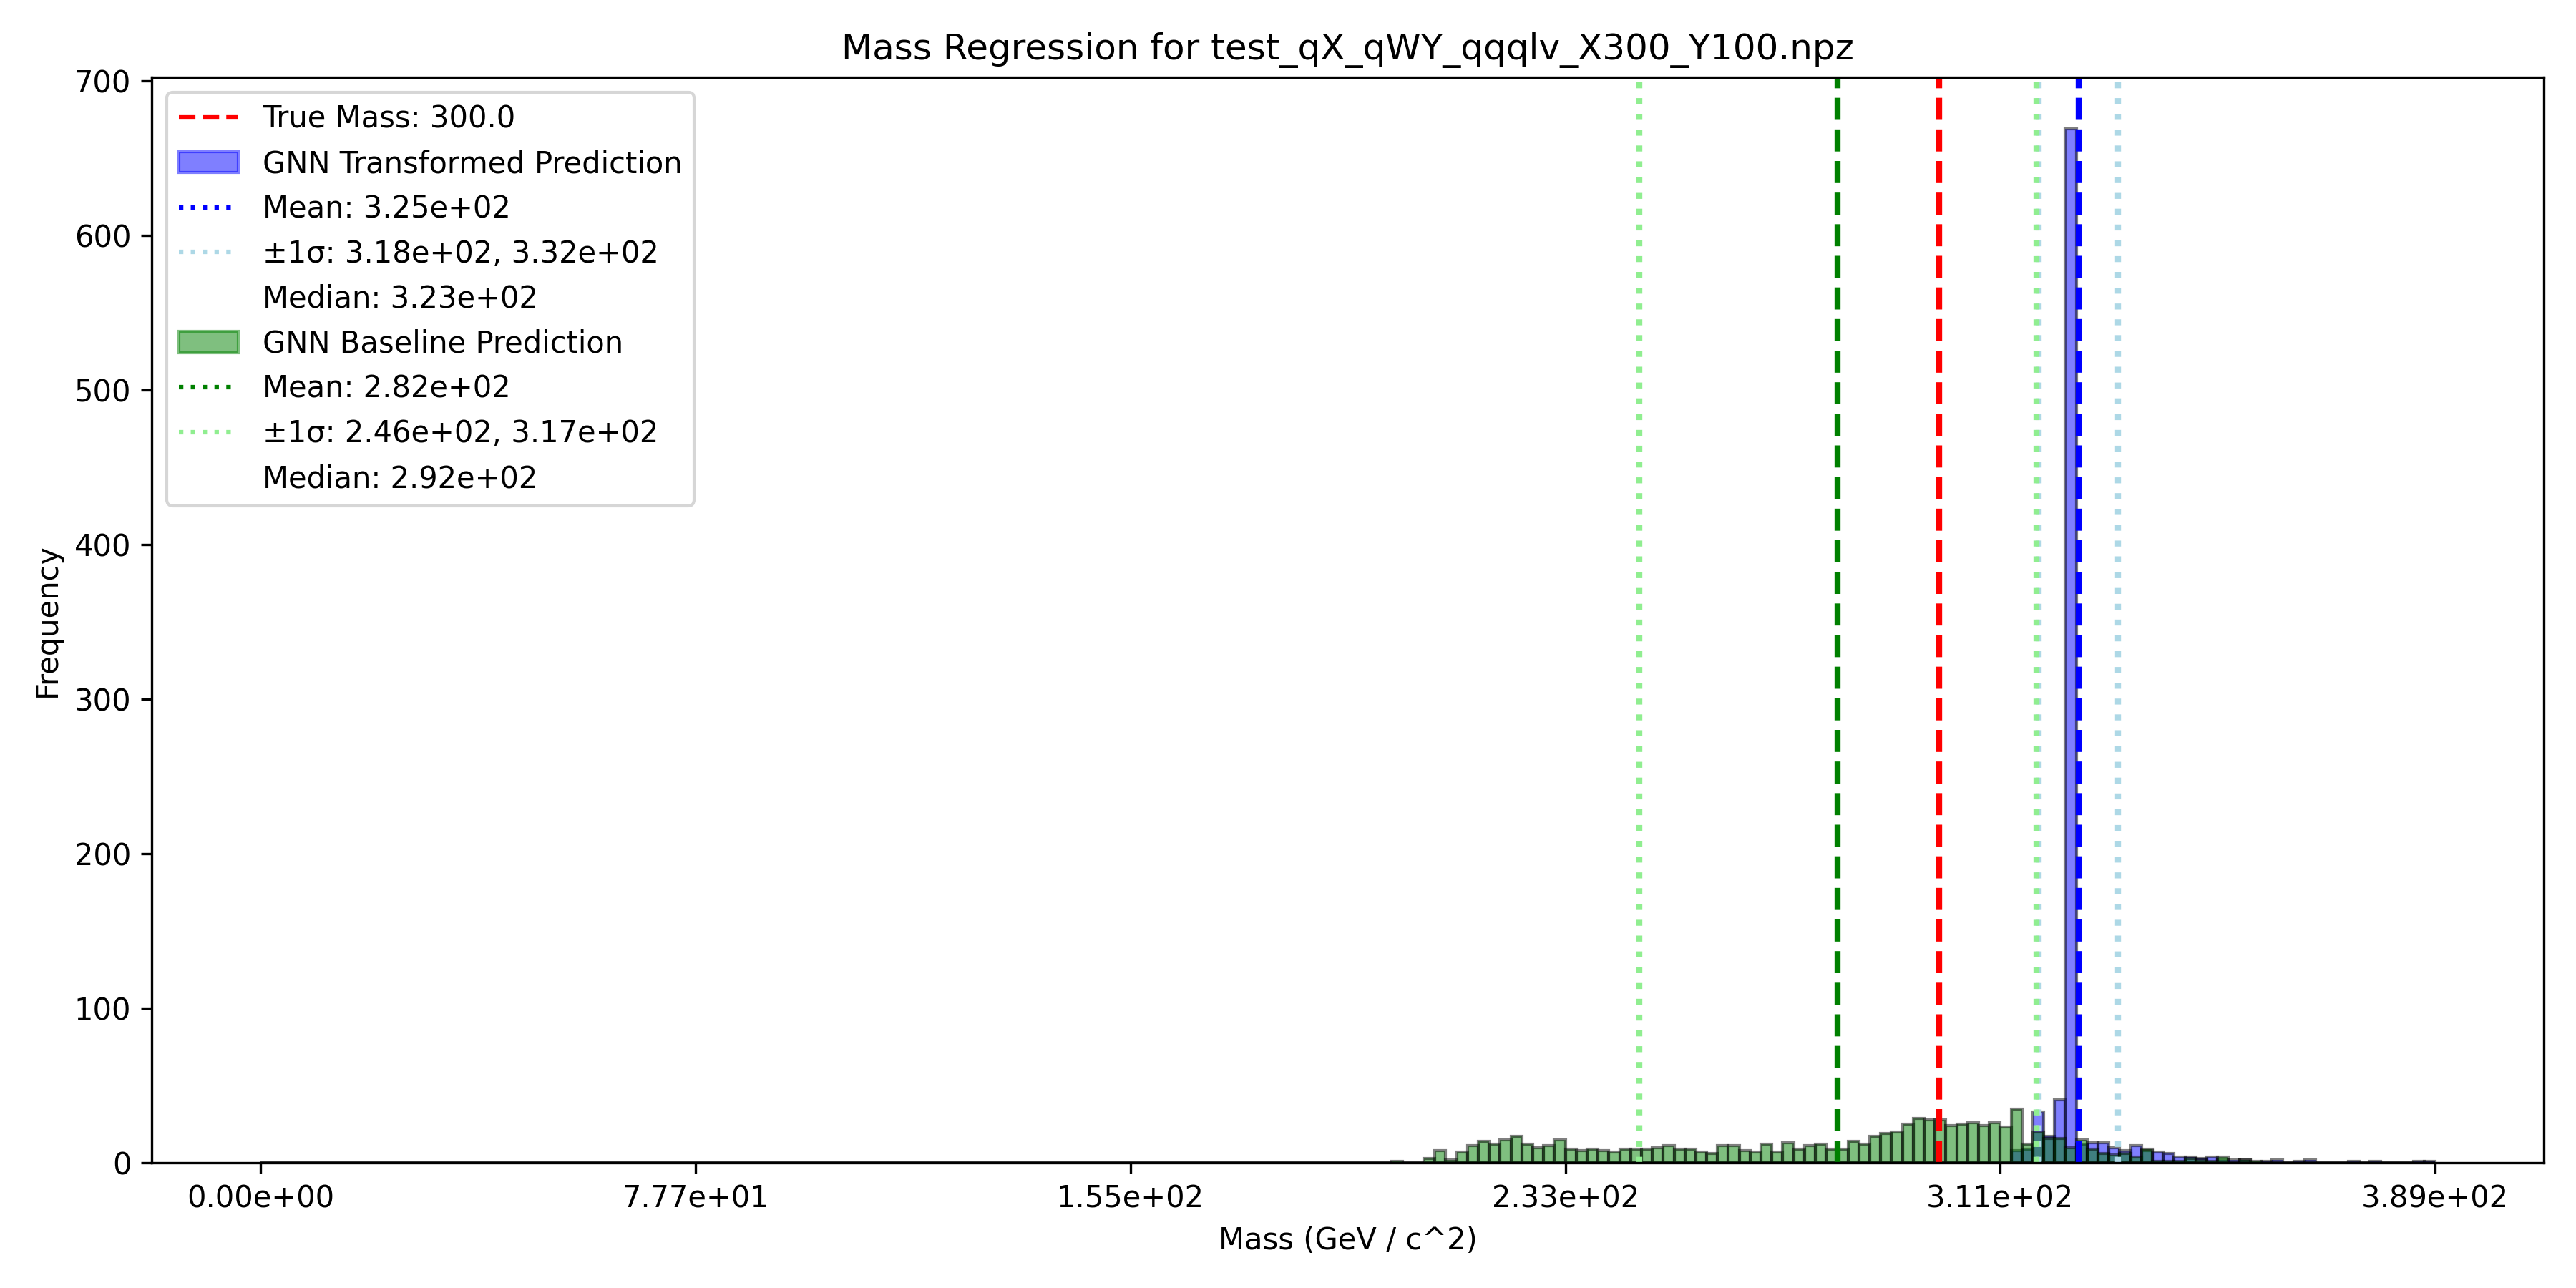 Mass Regression for test_qX_qWY_qqqlv_X300_Y100.npz
700
600
500
400
300
200
100
0
Frequency
True Mass: 300.0
GNN Transformed Prediction
Mean: 3.25e+02
±1σ: 3.18e+02, 3.32e+02
Median: 3.23e+02
GNN Baseline Prediction
Mean: 2.82e+02
±1σ: 2.46e+02, 3.17e+02
Median: 2.92e+02
0.00e+00 7.77e+01 1.55e+02 2.33e+02 3.11e+02 3.89e+02
Mass (GeV / c^2)